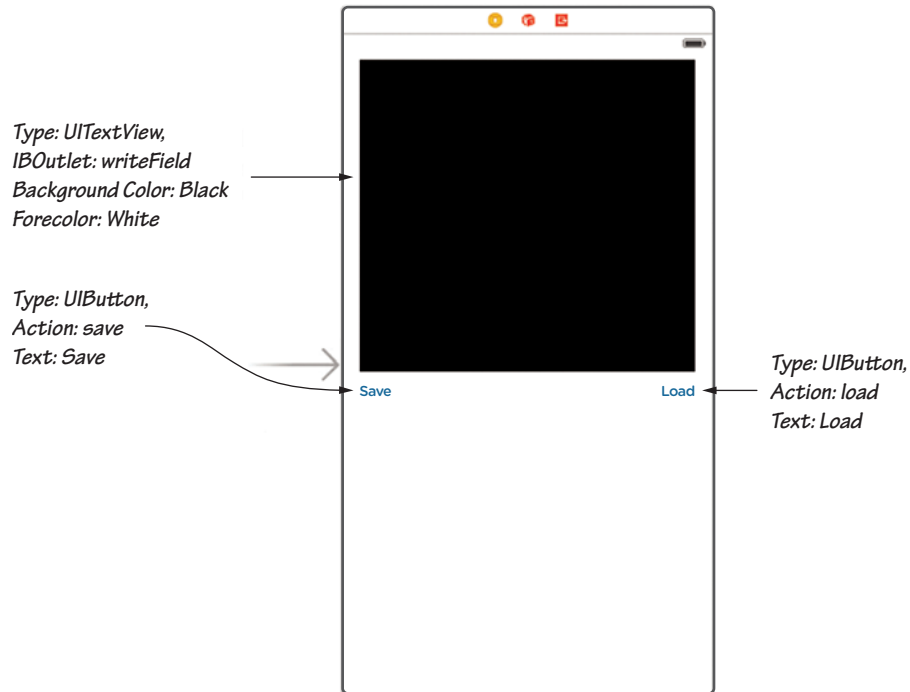 Type: UITextView,
IBOutlet: writeField
Background Color: Black
Forecolor: White
Type: UIButton,
Action: save
Text: Save
Save
Load
Type: UIButton,
Action: load
Text: Load